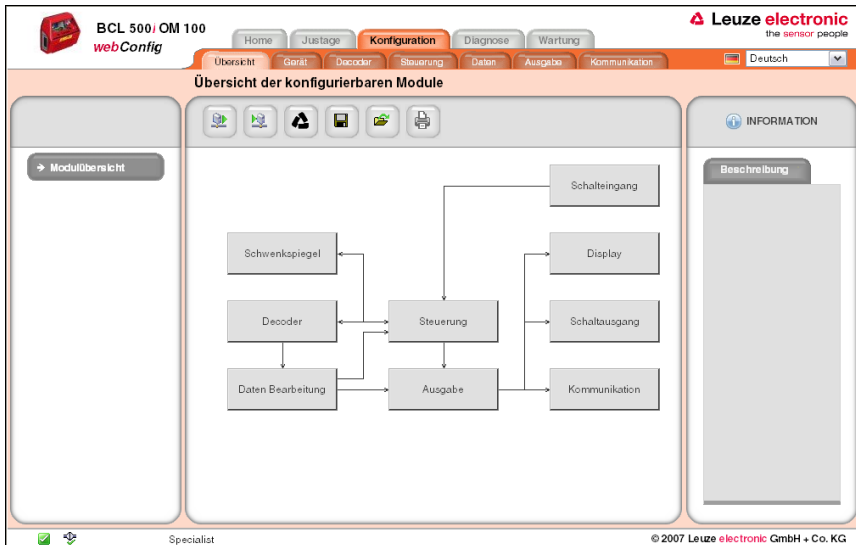 BCL 500i OM 100
webConfig
Home Justage Konfiguration Diagnose Wartung
Leuze electronic
the sensor people
Übersicht Gerät Decoder Steuerung Daten Ausgabe Kommunikation
Deutsch
Übersicht der konfigurierbaren Module
INFORMATION
Modulübersicht
Beschreibung
Schalteingang
Schwenkspiegel
Display
Decoder
Steuerung
Schaltausgang
Daten Bearbeitung
Ausgabe
Kommunikation
Specialist
© 2007 Leuze electronic GmbH + Co. KG